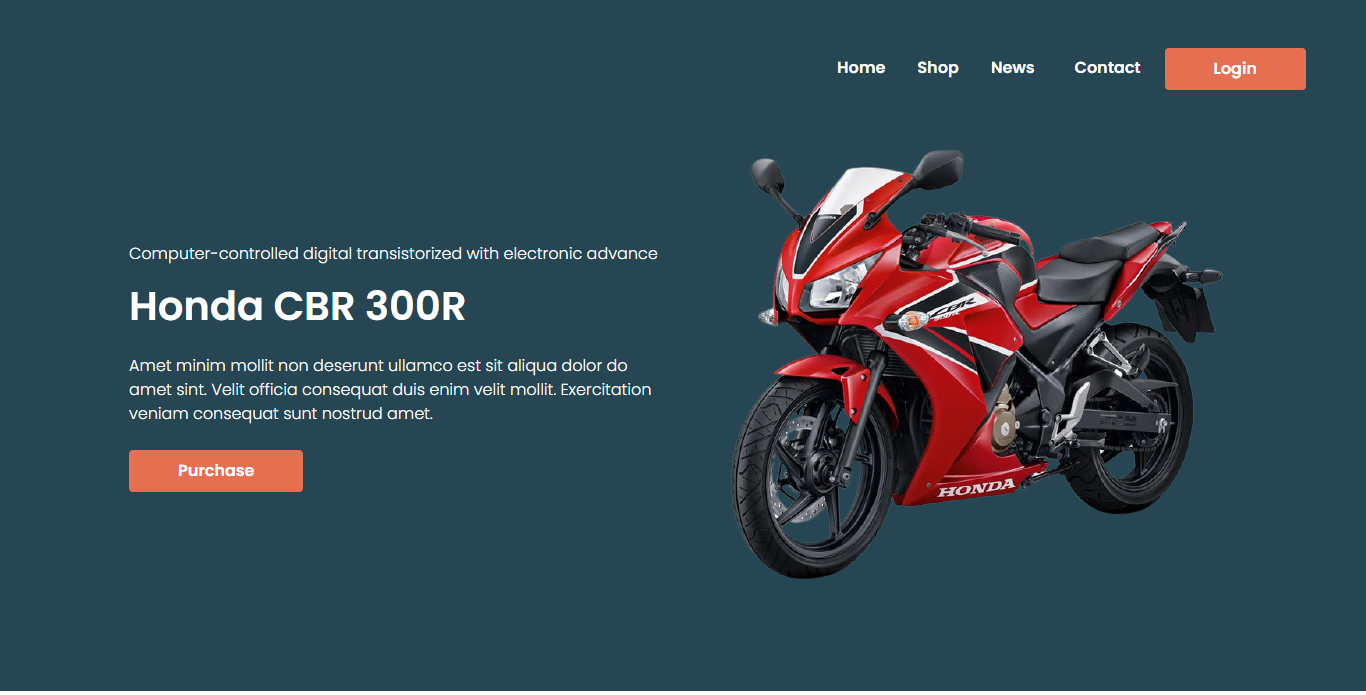 Home Shop News Contact Login
Computer-controlled digital transistorized with electronic advance
Honda CBR 300R
Amet minim mollit non deserunt ullamco est sit aliqua dolor do
amet sint. Velit officia consequat duis enim velit mollit. Exercitation
veniam consequat sunt nostrud amet.
Purchase
HONDA
CBR
HONDA